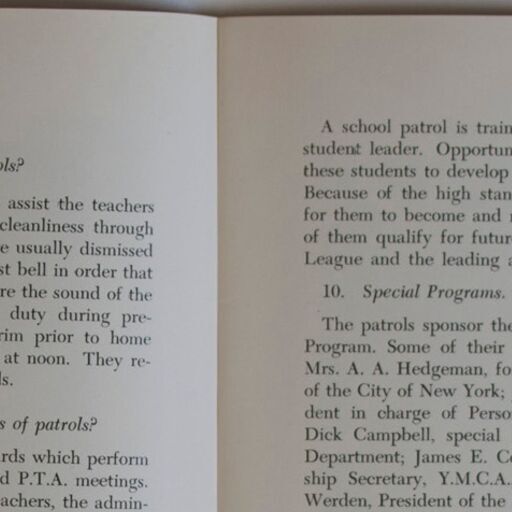 ols?
assist the teachers
cleanliness through
e usually dismissed
st bell in order that
re the sound of the
duty during pre-
rim prior to home
at noon. They re-
ls.
s of patrols?
rds which perform
d P.T.A. meetings.
achers, the admin-
A school patrol is train
student leader. Opportun
these students to develop
Because of the high stan
for them to become and
of them qualify for futur
League and the leading a
10. Special Programs.
The patrols sponsor the
Program. Some of their
Mrs. A. A. Hedgeman, fo
of the City of New York;
dent in charge of Perso
Dick Campbell, special
Department; James E. Co
ship Secretary, Y.M.C.A.
Werden, President of the